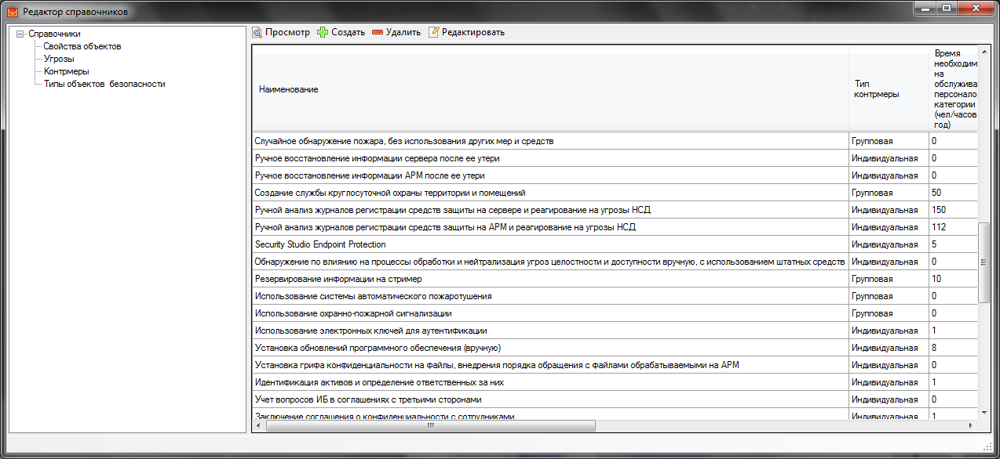 Редактор справочников
Справочники
Свойства объектов
Угрозы
Контрмеры
Типы объектов безопасности
Просмотр Создать Удалить Редактировать
Наименование
Тип
контрмеры
Время
необходим
на
обслужива
персонало
категории
(чел/часов
год)
Случайное обнаружение пожара, без использования других мер и средств Групповая 0
Ручное восстановление информации сервера после ее утери Индивидуальная 0
Ручное восстановление информации АРМ после ее утери Индивидуальная 0
Создание службы круглосуточной охраны территории и помещений Групповая 50
Ручной анализ журналов регистрации средств защиты на сервере и реагирование на угрозы НСД Индивидуальная 150
Ручной анализ журналов регистрации средств защиты на АРМ и реагирование на угрозы НСД Индивидуальная 112
Security Studio Endpoint Protection Индивидуальная 5
Обнаружение по влиянию на процессы обработки и нейтрализация угроз целостности и доступности вручную, с использованием штатных средств Индивидуальная 0
Резервирование информации на стример Групповая 10
Использование системы автоматического пожаротушения Групповая 0
Использование охранно-пожарной сигнализации Групповая 0
Использование электронных ключей для аутентификации Индивидуальная 1
Установка обновлений программного обеспечения (вручную) Индивидуальная 8
Установка грифа конфиденциальности на файлы, внедрения порядка обращения с файлами обрабатываемыми на АРМ Индивидуальная 0
Идентификация активов и определение ответственных за них Индивидуальная 1
Учет вопросов ИБ в соглашениях с третьими сторонами Индивидуальная 0
Заключение соглашения о конфиденциальности с сотрудниками Индивидуальная 1